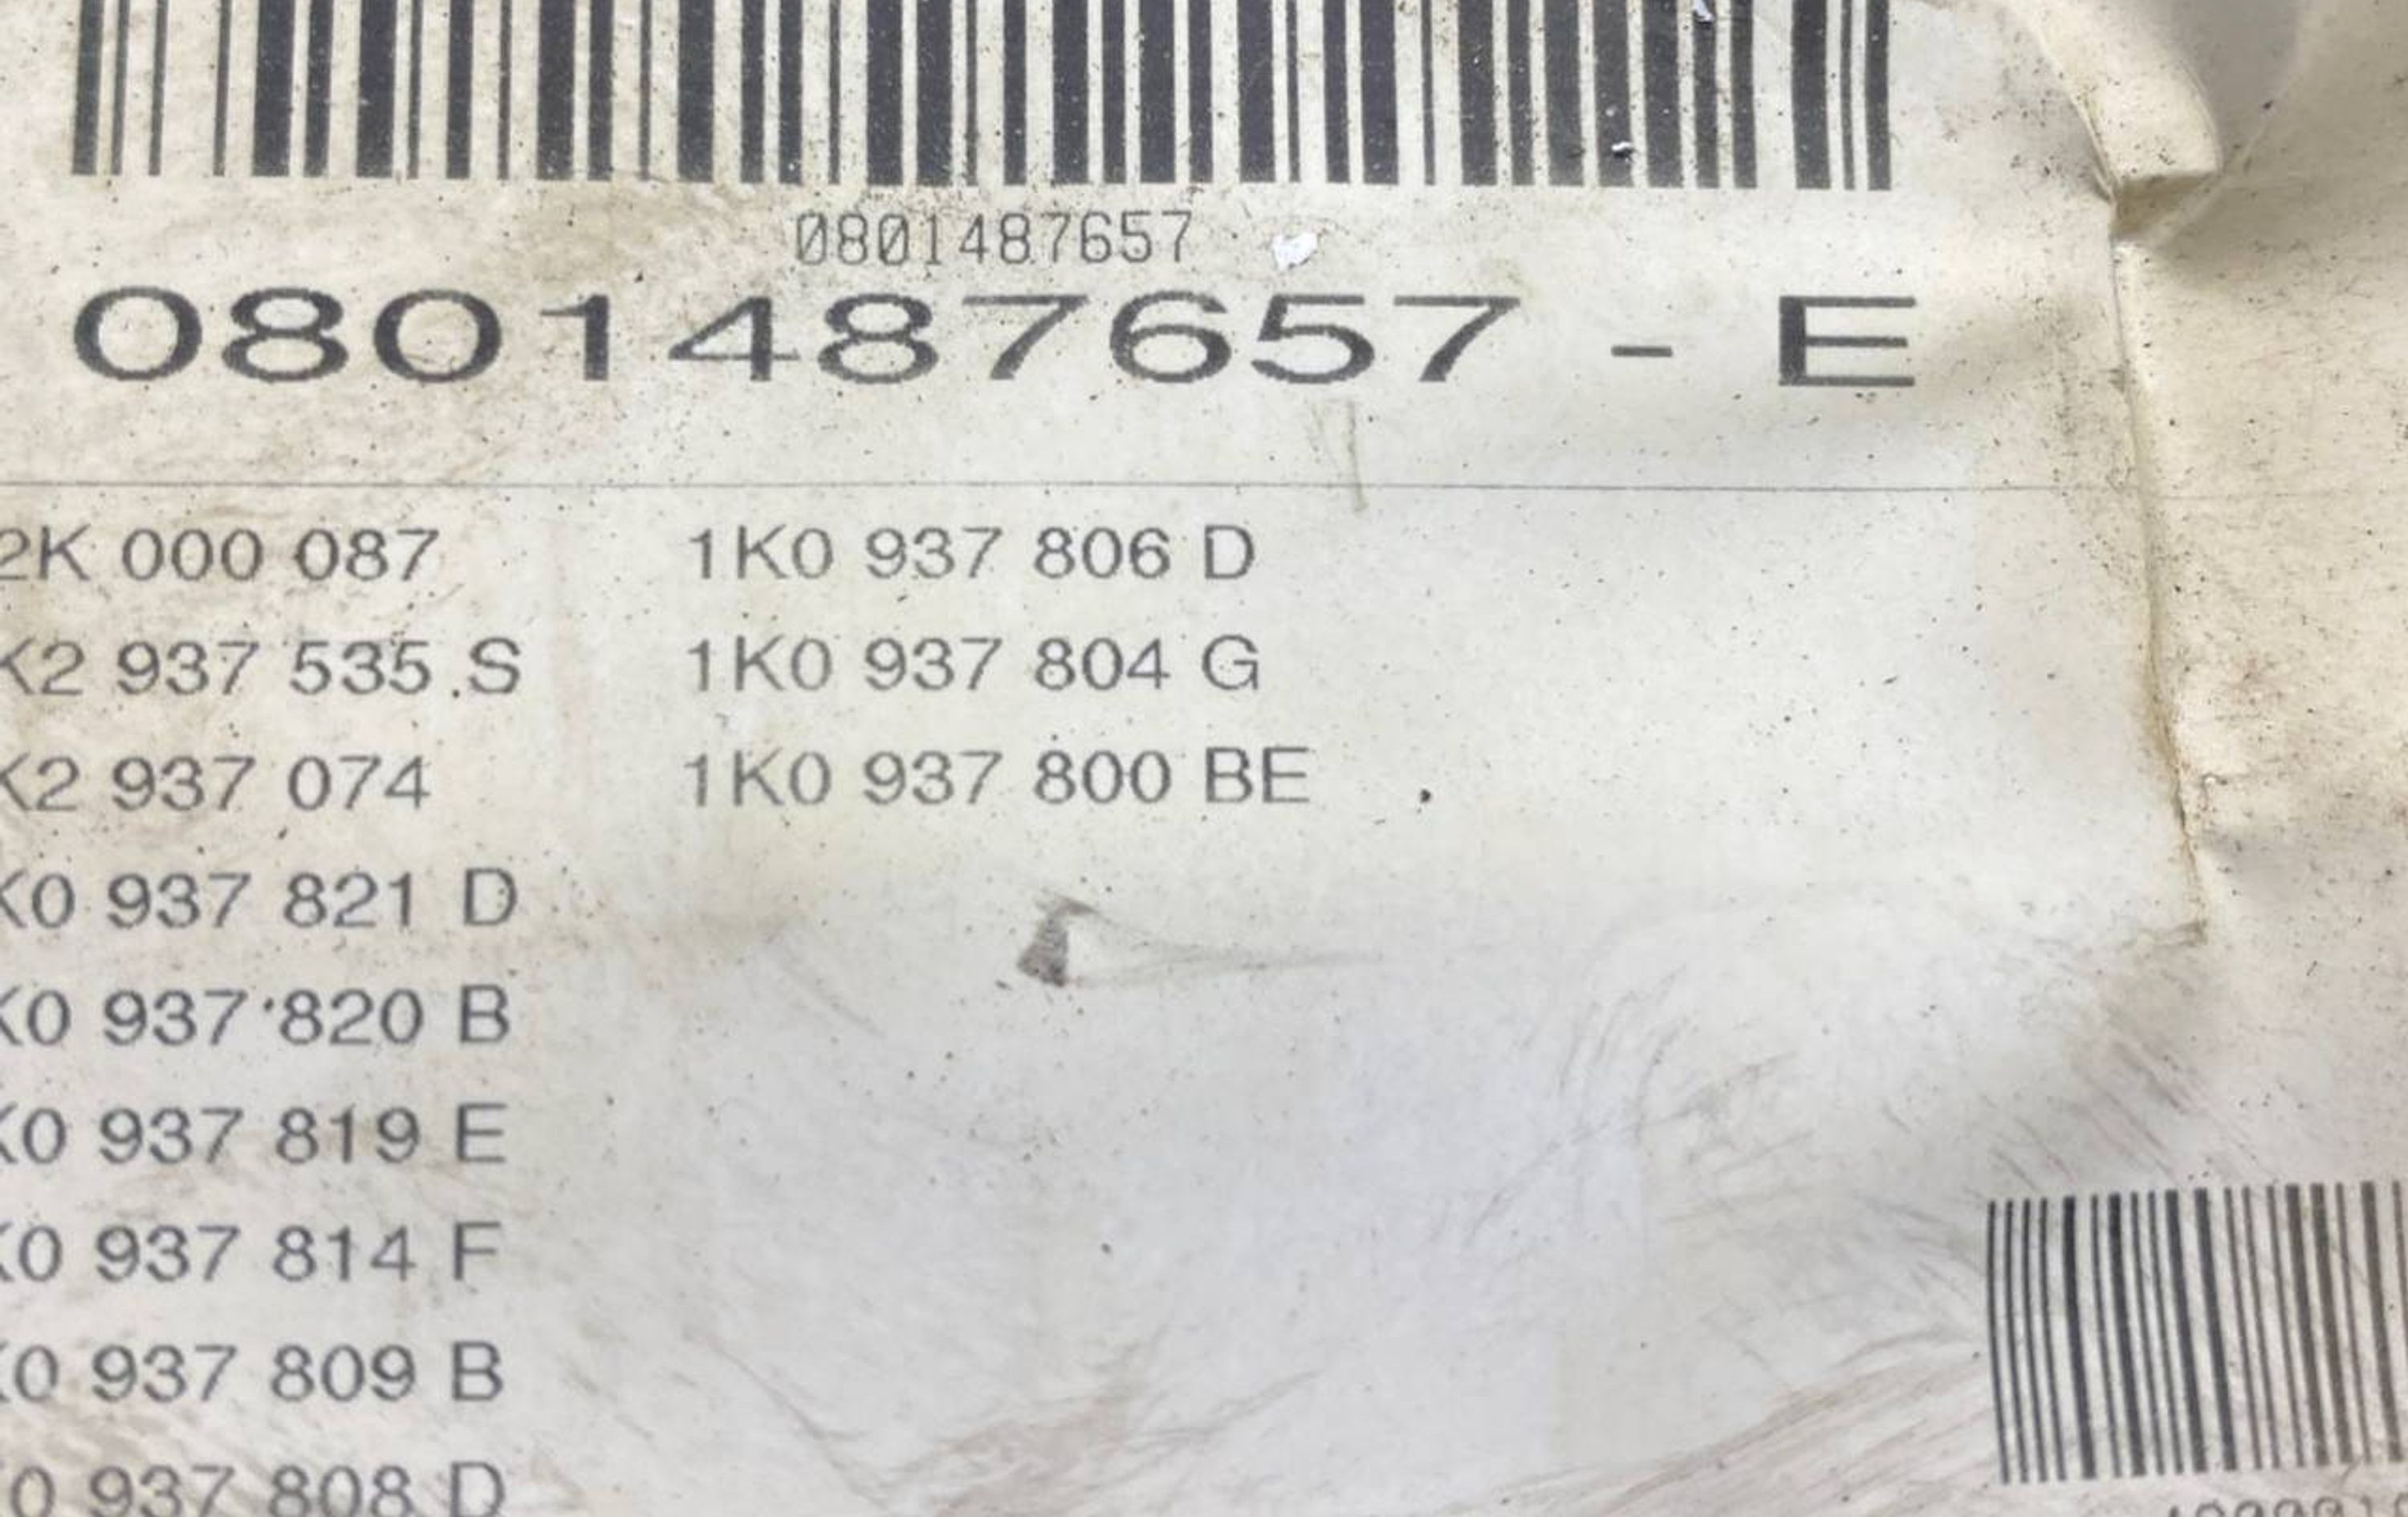 0801487657
0801487657 - E
2K 000 087 1K0 937 806 D
K2 937 535 S 1K0 937 804 G
K2 937 074 1K0 937 800 BE
K0 937 821 D
K0 937 820 B
K0 937 819 E
K0 937 814 F
K0 937 809 B
0 937 808 D